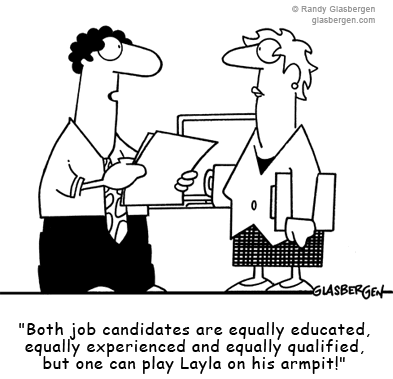 © Randy Glasbergen
glasbergen.com
GLASBERGEN
"Both job candidates are equally educated,
equally experienced and equally qualified,
but one can play Layla on his armpit!"